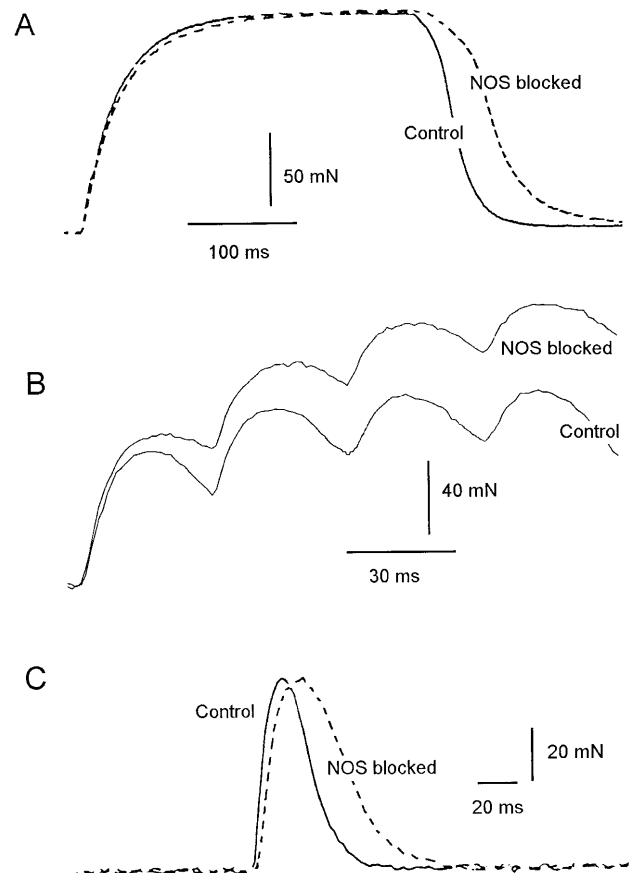 A
NOS blocked
Control
50 mN
100 ms
B
NOS blocked
Control
40 mN
30 ms
C
Control
NOS blocked
20 mN
20 ms